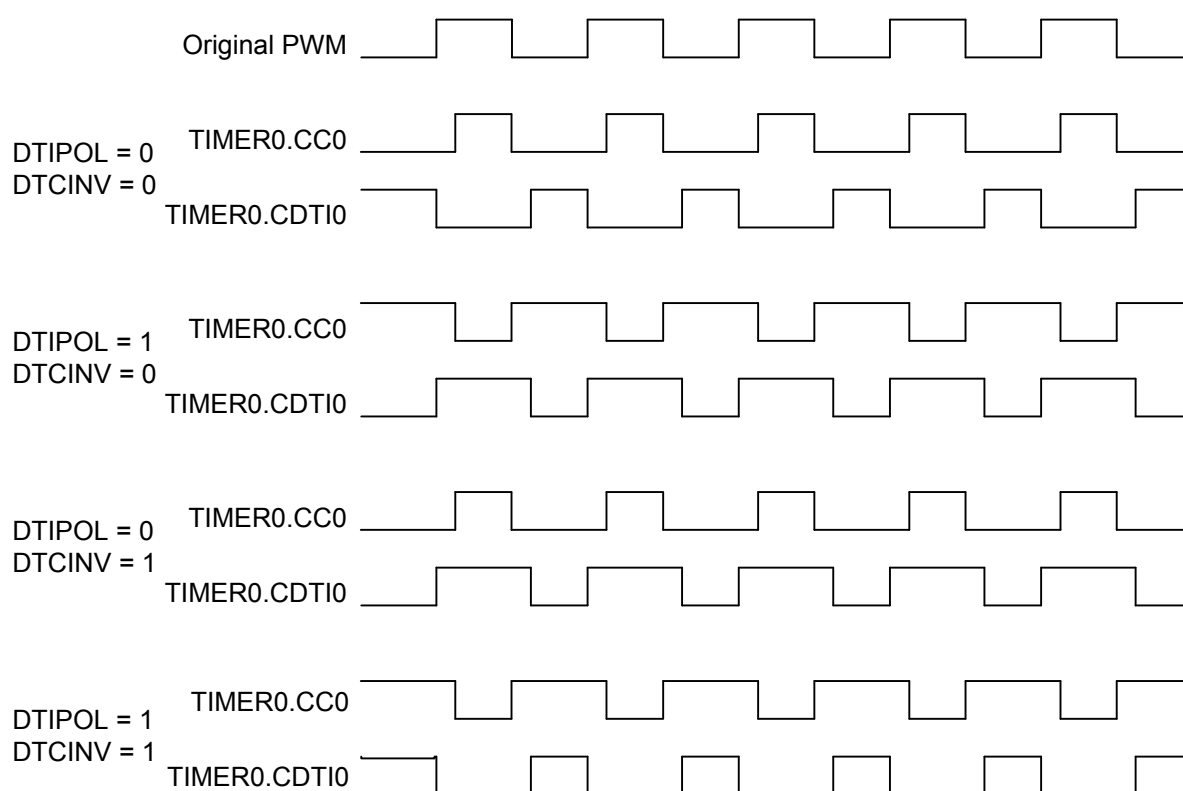 Original PWM
DTIPOL = 0
DTCINV = 0
TIMER0.CC0
TIMER0.CDTI0
DTIPOL = 1
DTCINV = 0
TIMER0.CC0
TIMER0.CDTI0
DTIPOL = 0
DTCINV = 1
TIMER0.CC0
TIMER0.CDTI0
DTIPOL = 1
DTCINV = 1
TIMER0.CC0
TIMER0.CDTI0